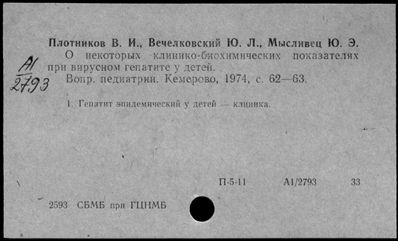 Плотников В. И., Вечелковский Ю. Л., Мысливец Ю. Э.
О некоторых клинико-биохимических показателях
при вирусном гепатите у детей.
Вопр. педиатрии. Кемерово, 1974, с. 62—63.
А1
2793
1. Гепатит эпидемический у детей — клиника.
П-5-11 А1/2793 33
2593 СБМБ при ГЦНМБ